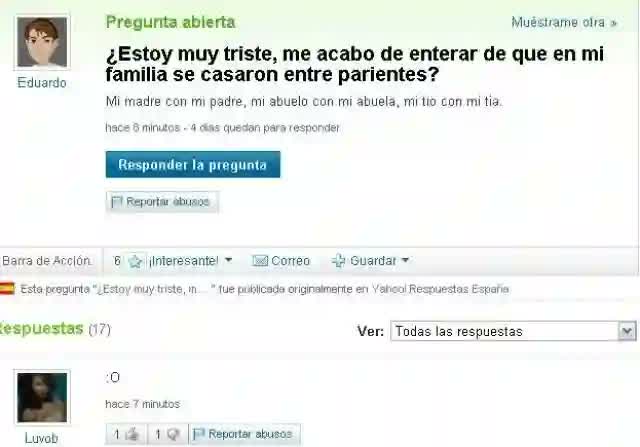 Pregunta abierta
Muéstrame otra »
¿Estoy muy triste, me acabo de enterar de que en mi
familia se casaron entre parientes?
Eduardo
Mi madre con mi padre, mi abuelo con mi abuela, mi tio con mi tia.
hace 6 minutos - 4 días quedan para responder
Responder la pregunta
Reportar abusos
Barra de Acción: 6 ¡Interesante! Correo Guardar
Esta pregunta "¿Estoy muy triste, m... " fue publicada originalmente en Yahoo! Respuestas España
Respuestas (17)
Ver: Todas las respuestas
:O
hace 7 minutos
Luvob
1 1 Reportar abusos